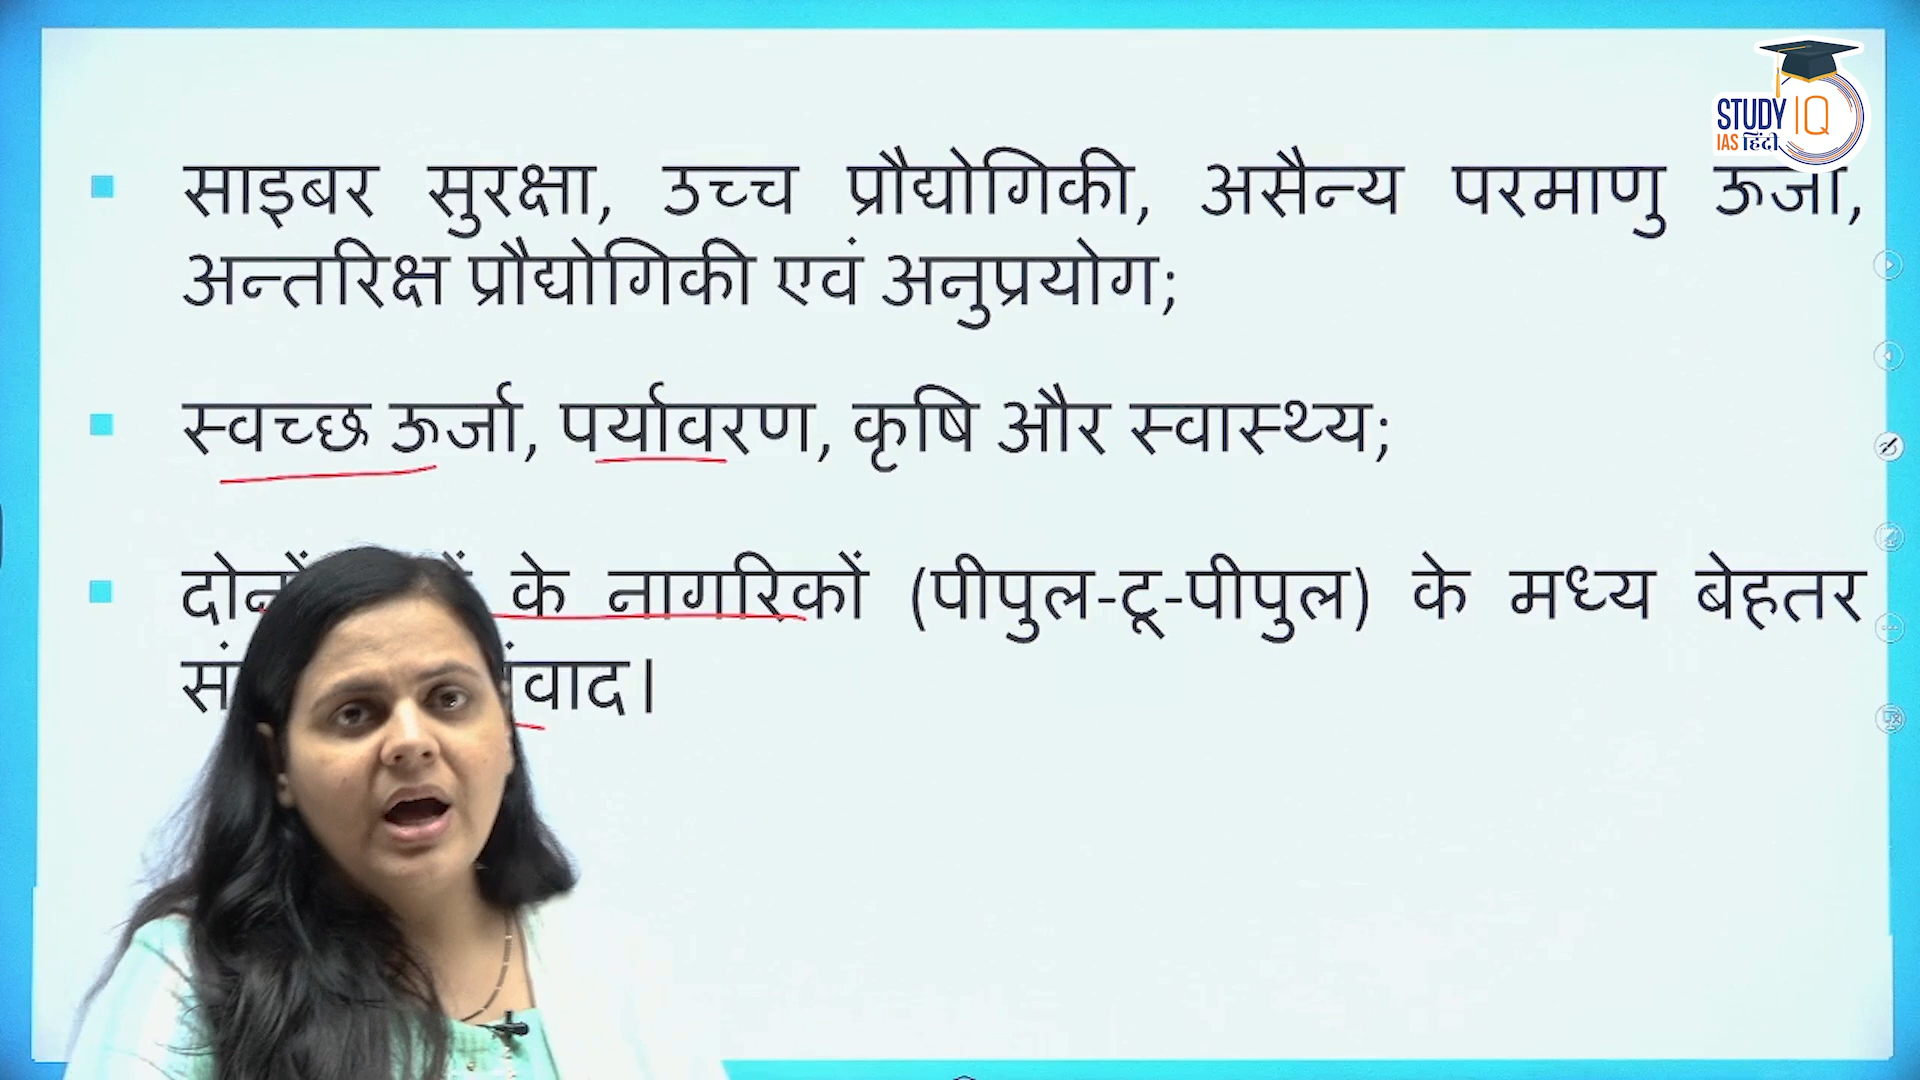 STUDY IQ
IAS हिंदी
साइबर सुरक्षा, उच्च प्रौद्योगिकी, असैन्य परमाणु ऊर्जा,
अन्तरिक्ष प्रौद्योगिकी एवं अनुप्रयोग;
स्वच्छ ऊर्जा, पर्यावरण, कृषि और स्वास्थ्य;
दोनों के नागरिकों (पीपुल-टू-पीपुल) के मध्य बेहतर
संवाद।